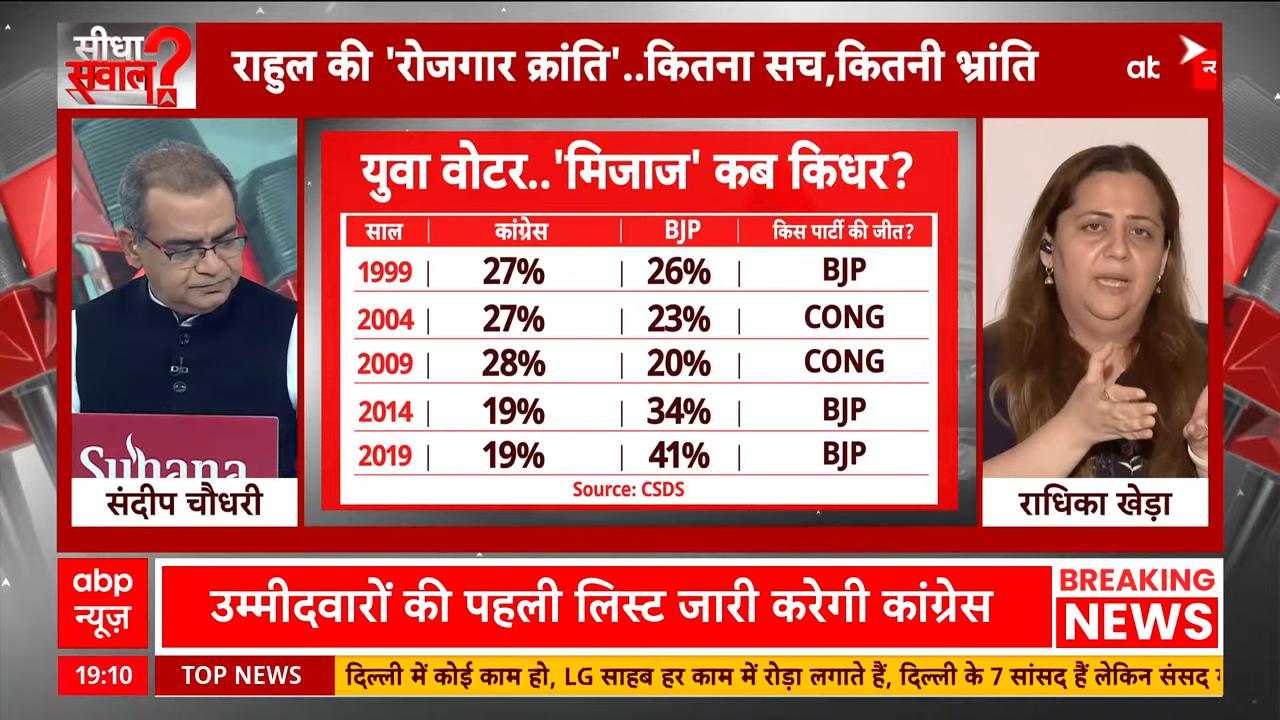 सीधा सवाल?
राहुल की 'रोजगार क्रांति'..कितना सच,कितनी भ्रांति
युवा वोटर..'मिजाज' कब किधर?
साल | कांग्रेस | BJP | किस पार्टी की जीत?
1999 | 27% | 26% | BJP
2004 | 27% | 23% | CONG
2009 | 28% | 20% | CONG
2014 | 19% | 34% | BJP
2019 | 19% | 41% | BJP
Source: CSDS
Suhana
संदीप चौधरी
राधिका खेड़ा
abp
न्यूज़
उम्मीदवारों की पहली लिस्ट जारी करेगी कांग्रेस
BREAKING
NEWS
19:10
TOP NEWS
दिल्ली में कोई काम हो, LG साहब हर काम में रोड़ा लगाते हैं, दिल्ली के 7 सांसद हैं लेकिन संसद